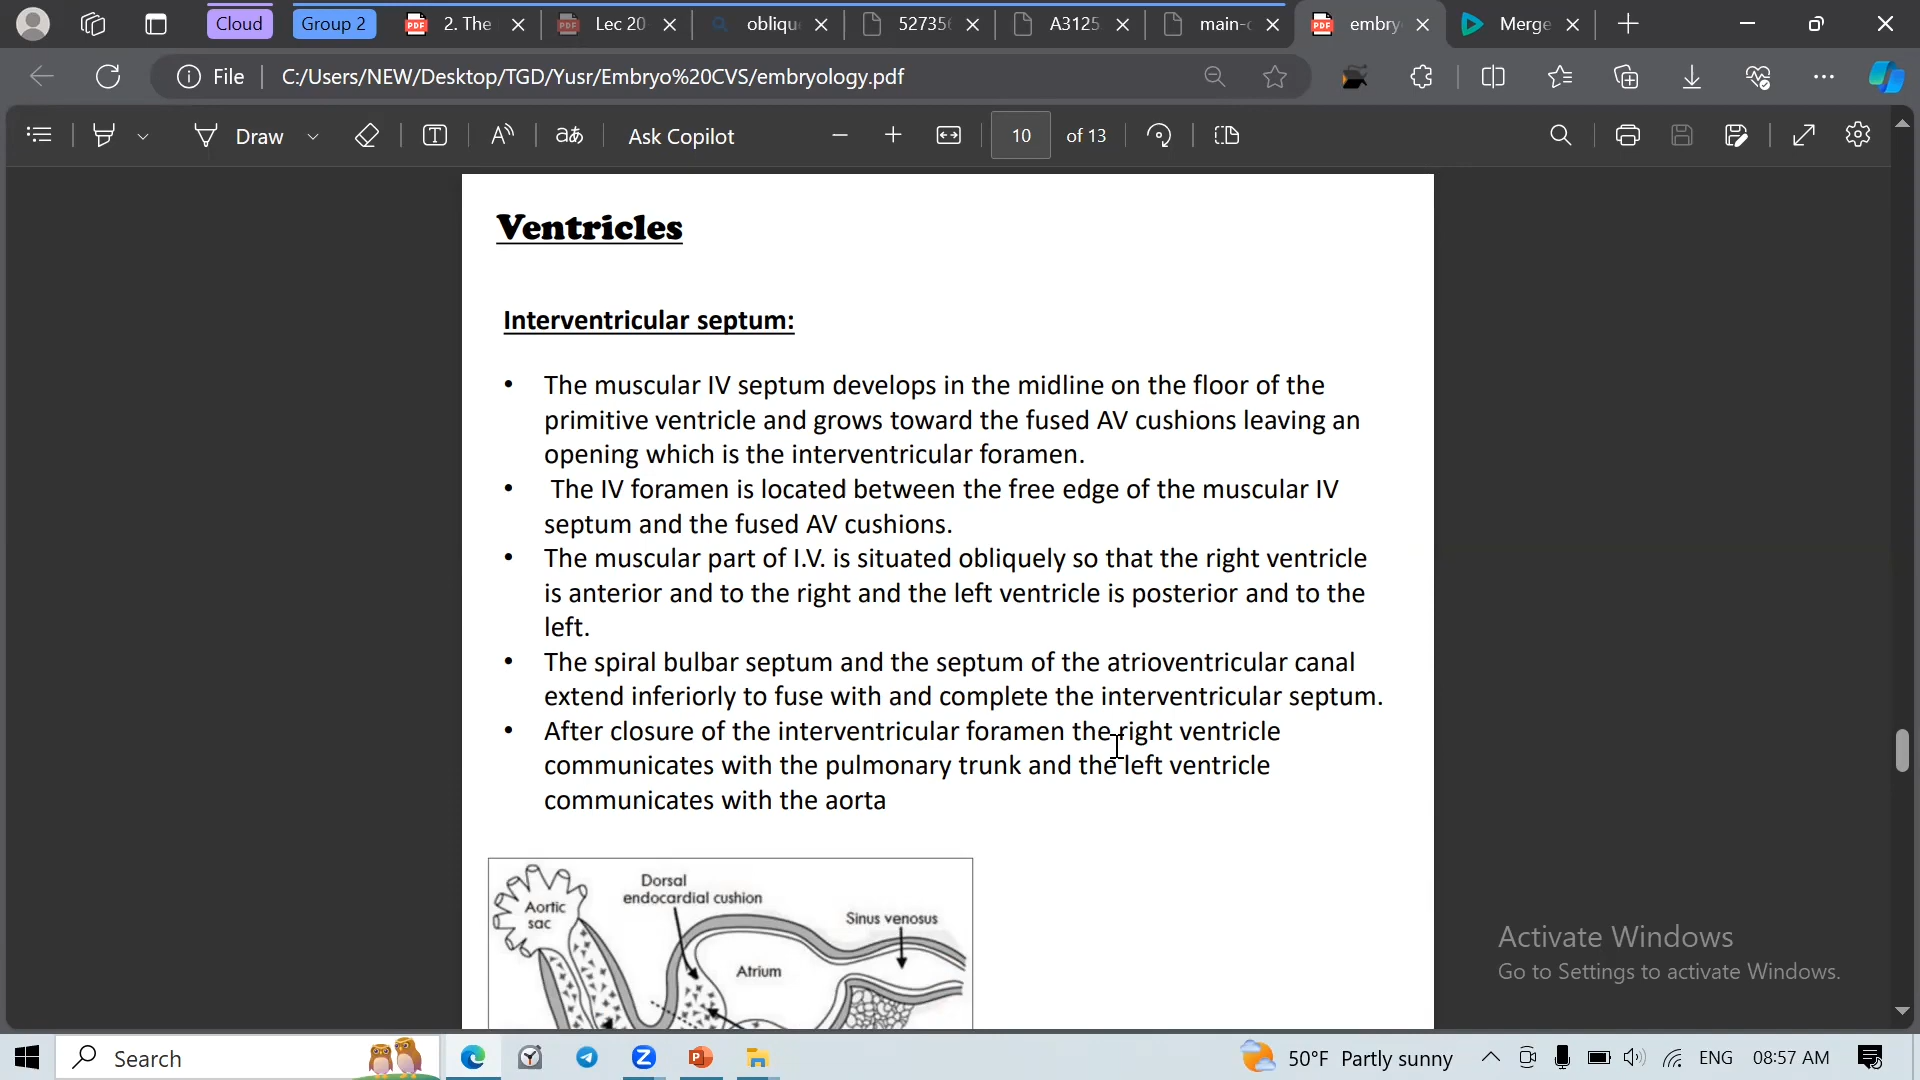 Cloud
Group 2
2. The
Lec 20
obliqu
527356
A3125
main-c
embry
Merge
File
C:/Users/NEW/Desktop/TGD/Yusr/Embryo%20CVS/embryology.pdf
Draw
Ask Copilot
10
of 13
Ventricles
Interventricular septum:
• The muscular IV septum develops in the midline on the floor of the
primitive ventricle and grows toward the fused AV cushions leaving an
opening which is the interventricular foramen.
• The IV foramen is located between the free edge of the muscular IV
septum and the fused AV cushions.
• The muscular part of I.V. is situated obliquely so that the right ventricle
is anterior and to the right and the left ventricle is posterior and to the
left.
• The spiral bulbar septum and the septum of the atrioventricular canal
extend inferiorly to fuse with and complete the interventricular septum.
• After closure of the interventricular foramen the right ventricle
communicates with the pulmonary trunk and the left ventricle
communicates with the aorta
Dorsal
endocardial cushion
Aortic
sac
Sinus venosus
Atrium
Activate Windows
Go to Settings to activate Windows.
Search
50°F Partly sunny
ENG
08:57 AM